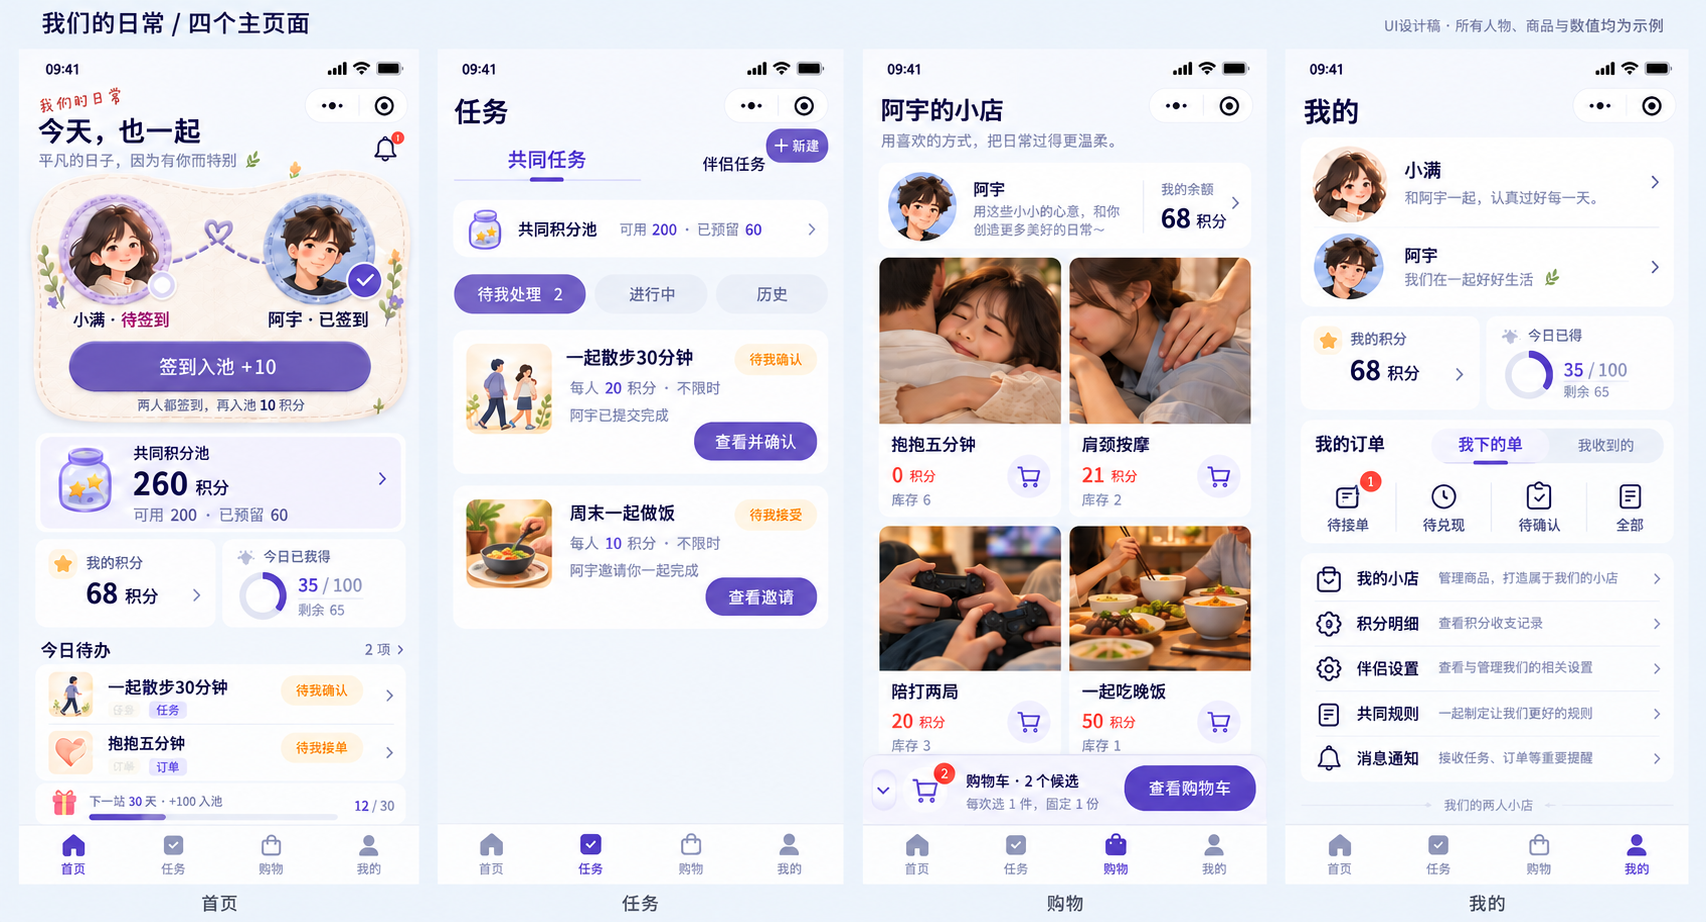 我们的日常 / 四个主页面
UI设计稿 · 所有人物、商品与数值均为示例
09:41
我们的日常
今天，也一起
平凡的日子，因为有你而特别
1
小满 · 待签到
阿宇 · 已签到
签到入池 +10
两人都签到，再入池 10 积分
共同积分池
260 积分
可用 200 · 已预留 60
我的积分
68 积分
今日已获得
35 / 100
剩余 65
今日待办
2 项
一起散步30分钟
任务 任务
待我确认
抱抱五分钟
订单 订单
待我接单
下一站 30 天 · +100 入池
12 / 30
首页
任务
购物
我的
首页
09:41
任务
+ 新建
共同任务
伴侣任务
共同积分池
可用 200 · 已预留 60
待我处理 2
进行中
历史
一起散步30分钟
待我确认
每人 20 积分 · 不限时
阿宇已提交完成
查看并确认
周末一起做饭
待我接受
每人 10 积分 · 不限时
阿宇邀请你一起完成
查看邀请
首页
任务
购物
我的
任务
09:41
阿宇的小店
用喜欢的方式，把日常过得更温柔。
阿宇
用这些小小的心意，和你
创造更多美好的日常～
我的余额
68 积分
抱抱五分钟
0 积分
库存 6
肩颈按摩
21 积分
库存 2
陪打两局
20 积分
库存 3
一起吃晚饭
50 积分
库存 1
2
购物车 · 2 个候选
每次选 1 件，固定 1 份
查看购物车
首页
任务
购物
我的
购物
09:41
我的
小满
和阿宇一起，认真过好每一天。
阿宇
我们在一起好好生活
我的积分
68 积分
今日已得
35 / 100
剩余 65
我的订单
我下的单
我收到的
1
待接单
待兑现
待确认
全部
我的小店
管理商品，打造属于我们的小店
积分明细
查看积分收支记录
伴侣设置
查看与管理我们的相关设置
共同规则
一起制定让我们更好的规则
消息通知
接收任务、订单等重要提醒
我们的两人小店
首页
任务
购物
我的
我的